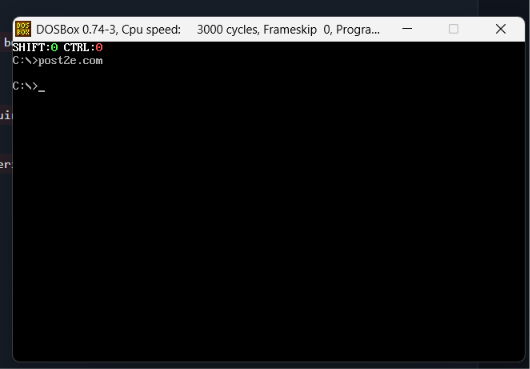 DOSBox 0.74-3, Cpu speed: 3000 cycles, Frameskip 0, Progra...
SHIFT:0 CTRL:0
C:\>post2e.com
C:\>_